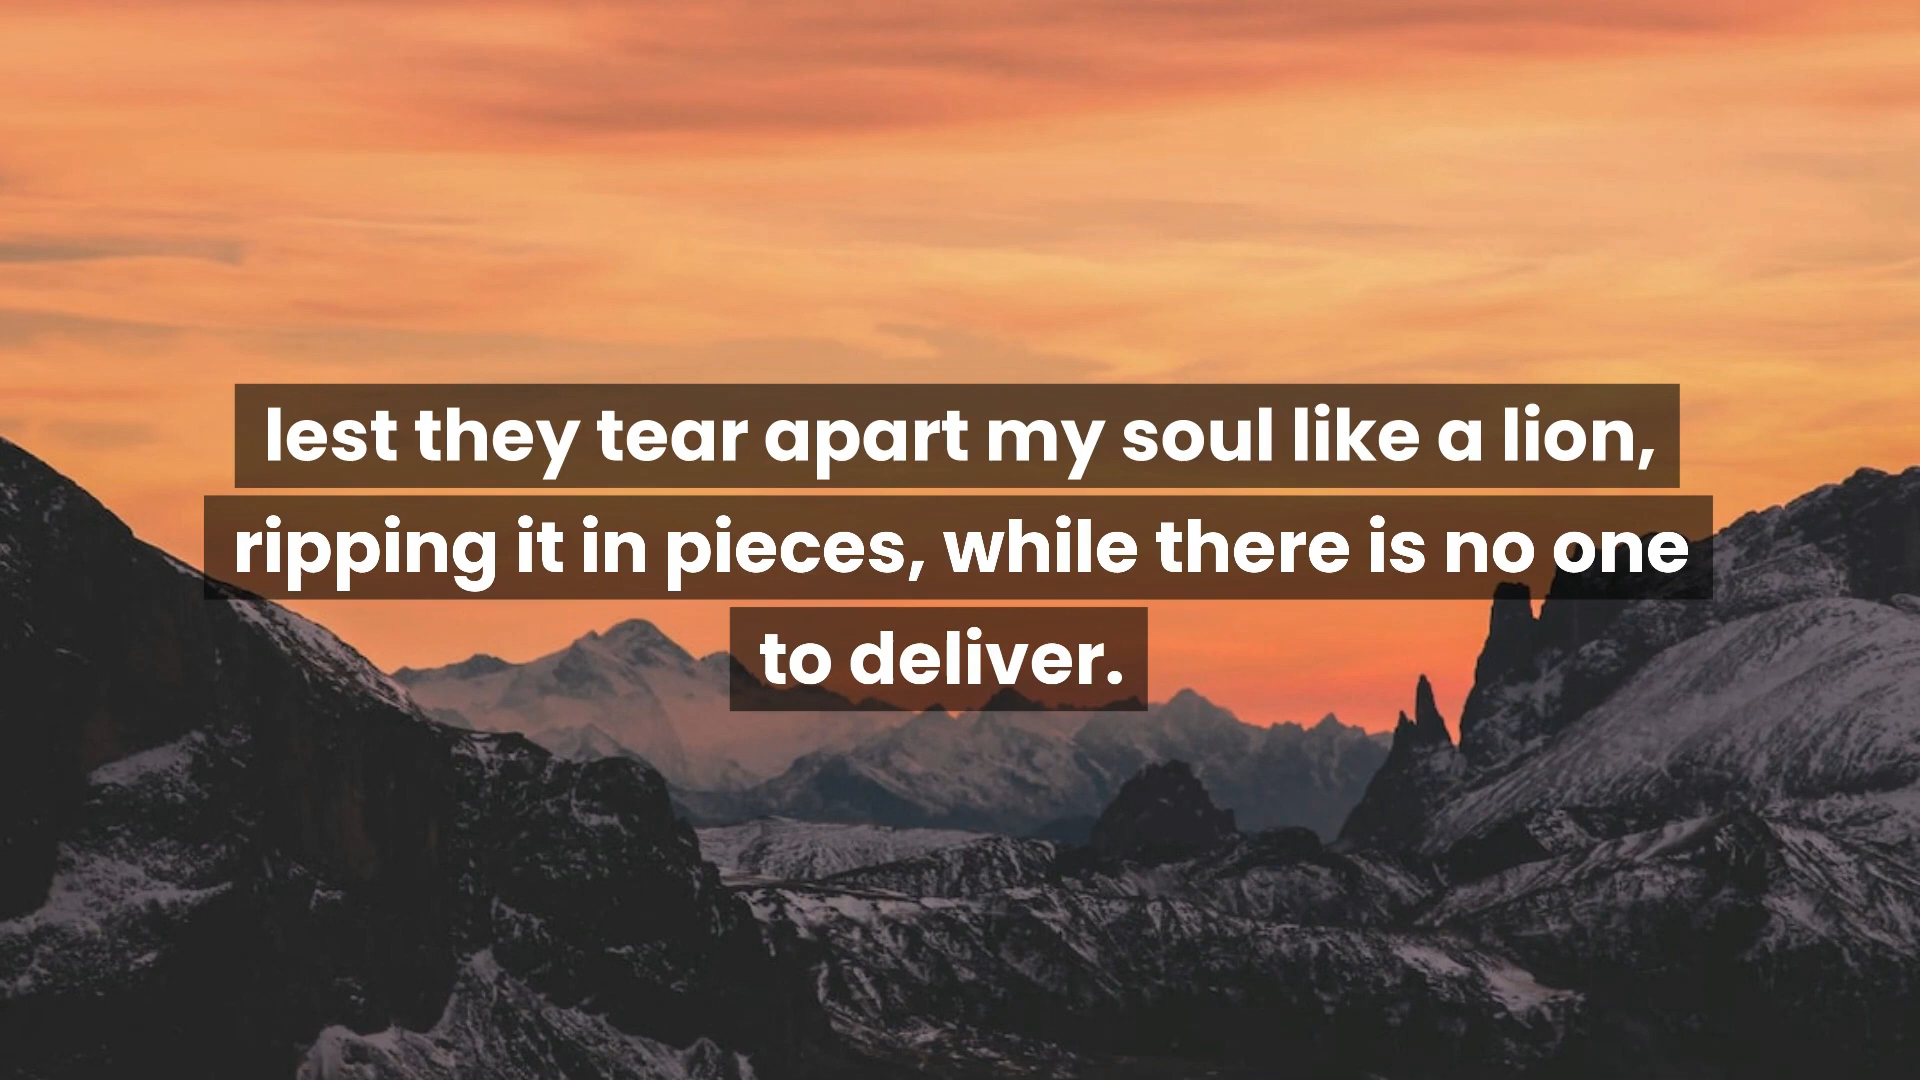 lest they tear apart my soul like a lion,
ripping it in pieces, while there is no one
to deliver.